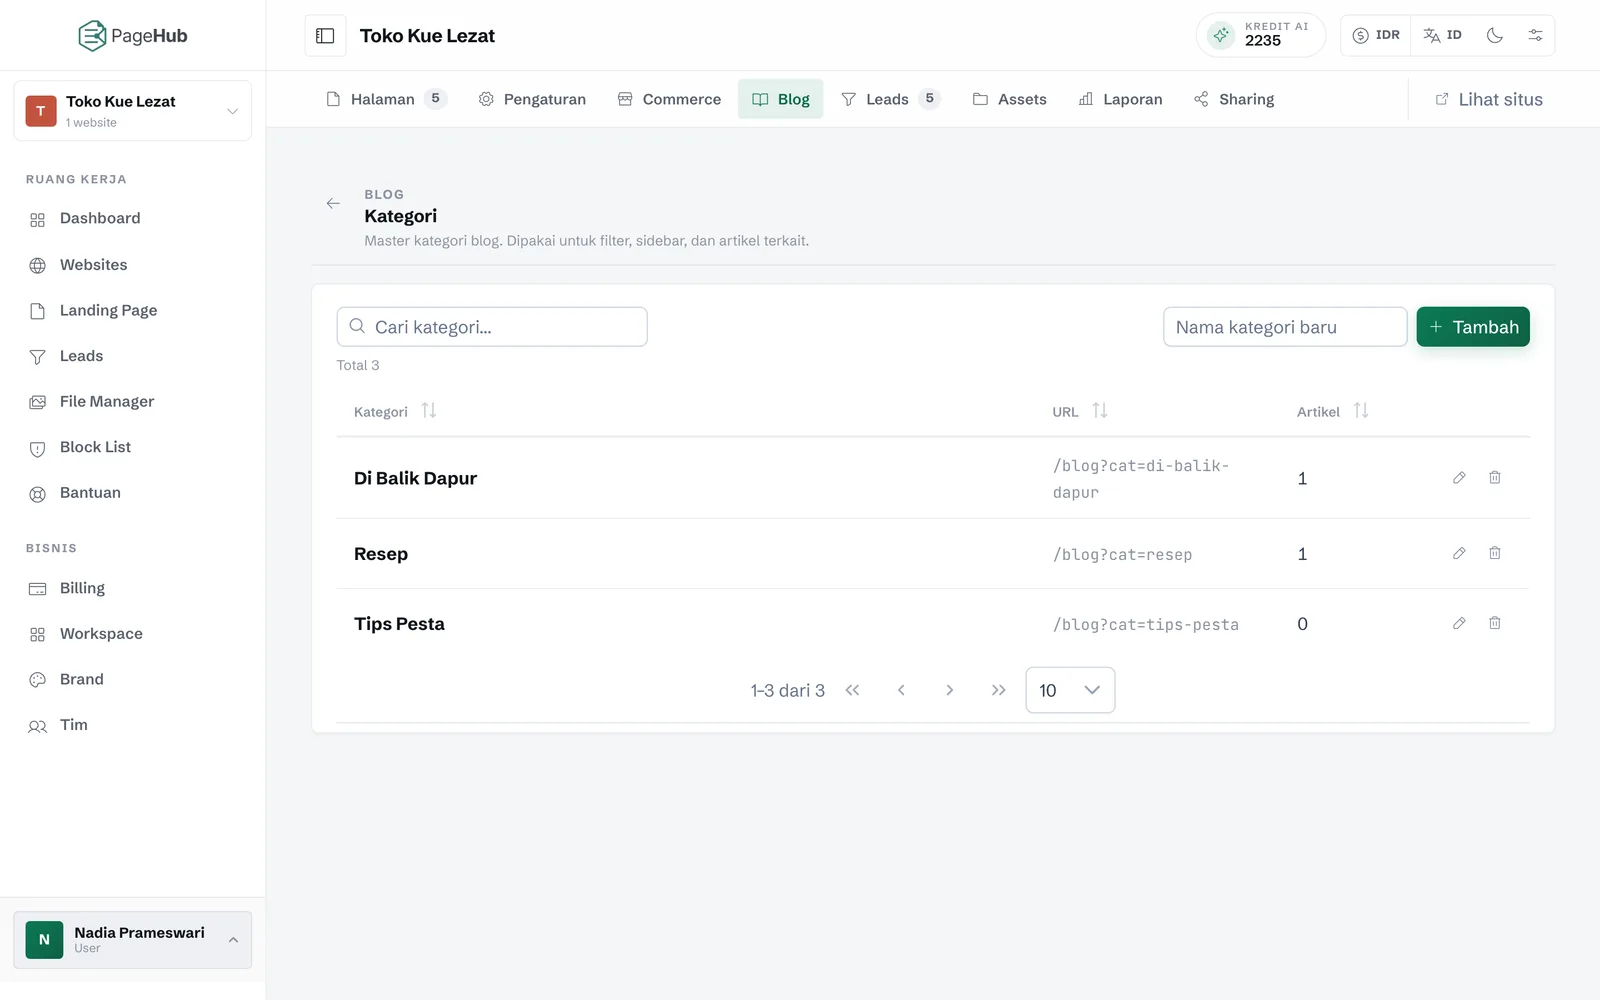 PageHub
Toko Kue Lezat
KREDIT AI
2235
IDR
ID
T
Toko Kue Lezat
1 website
Halaman 5
Pengaturan
Commerce
Blog
Leads 5
Assets
Laporan
Sharing
Lihat situs
RUANG KERJA
Dashboard
Websites
Landing Page
Leads
File Manager
Block List
Bantuan
BISNIS
Billing
Workspace
Brand
Tim
N
Nadia Prameswari
User
BLOG
Kategori
Master kategori blog. Dipakai untuk filter, sidebar, dan artikel terkait.
Cari kategori...
Nama kategori baru
+ Tambah
Total 3
Kategori URL Artikel
Di Balik Dapur /blog?cat=di-balik-
dapur 1
Resep /blog?cat=resep 1
Tips Pesta /blog?cat=tips-pesta 0
1-3 dari 3 « ‹ › » 10